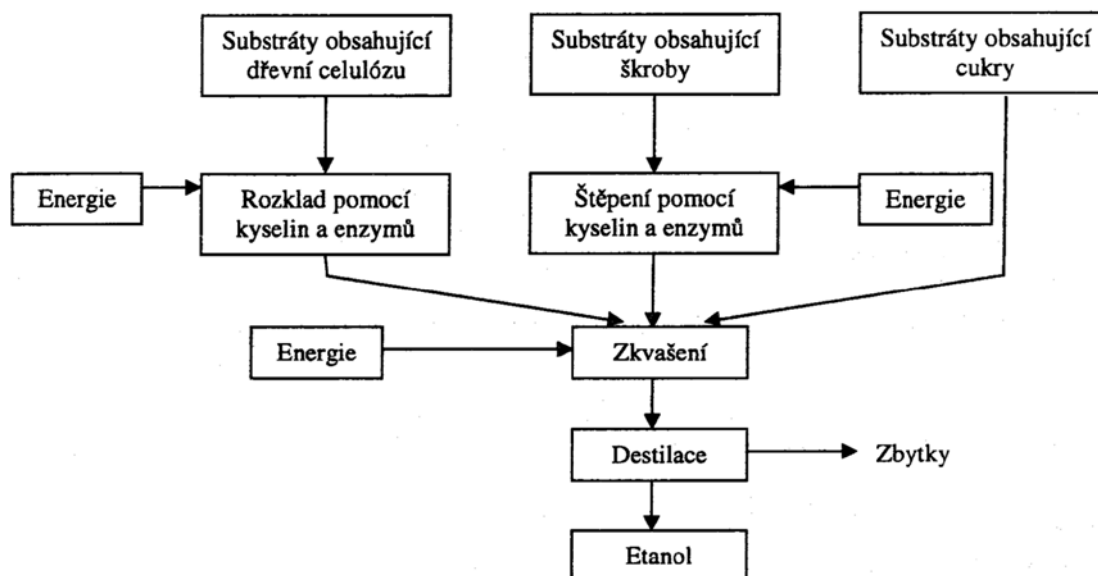 Substráty obsahující
dřevní celulózu
Substráty obsahující
škroby
Substráty obsahující
cukry
Energie
Rozklad pomocí
kyselin a enzymů
Štěpení pomocí
kyselin a enzymů
Energie
Energie
Zkvašení
Destilace
Zbytky
Etanol